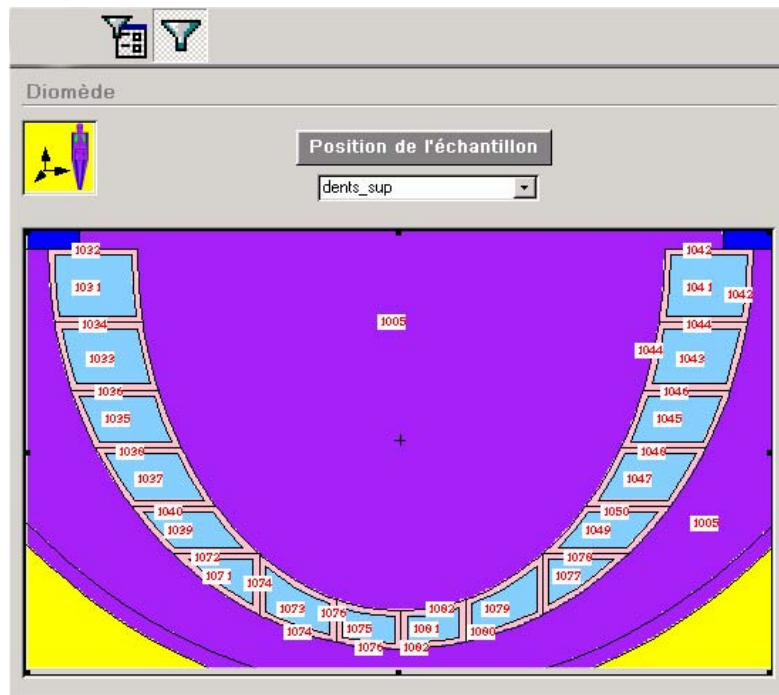 Diomède
Position de l'échantillon
dents_sup
1032 1042
1031 1041 1042
1005
1034 1044
1033 1044 1043
1036 1046
1035 1045
1038 1048
1037 1047
1040 1050
1039 1049
1005
1072 1078
1071 1074 1077
1073 1076 1082 1079
1074 1075 1081 1080
1076 1082